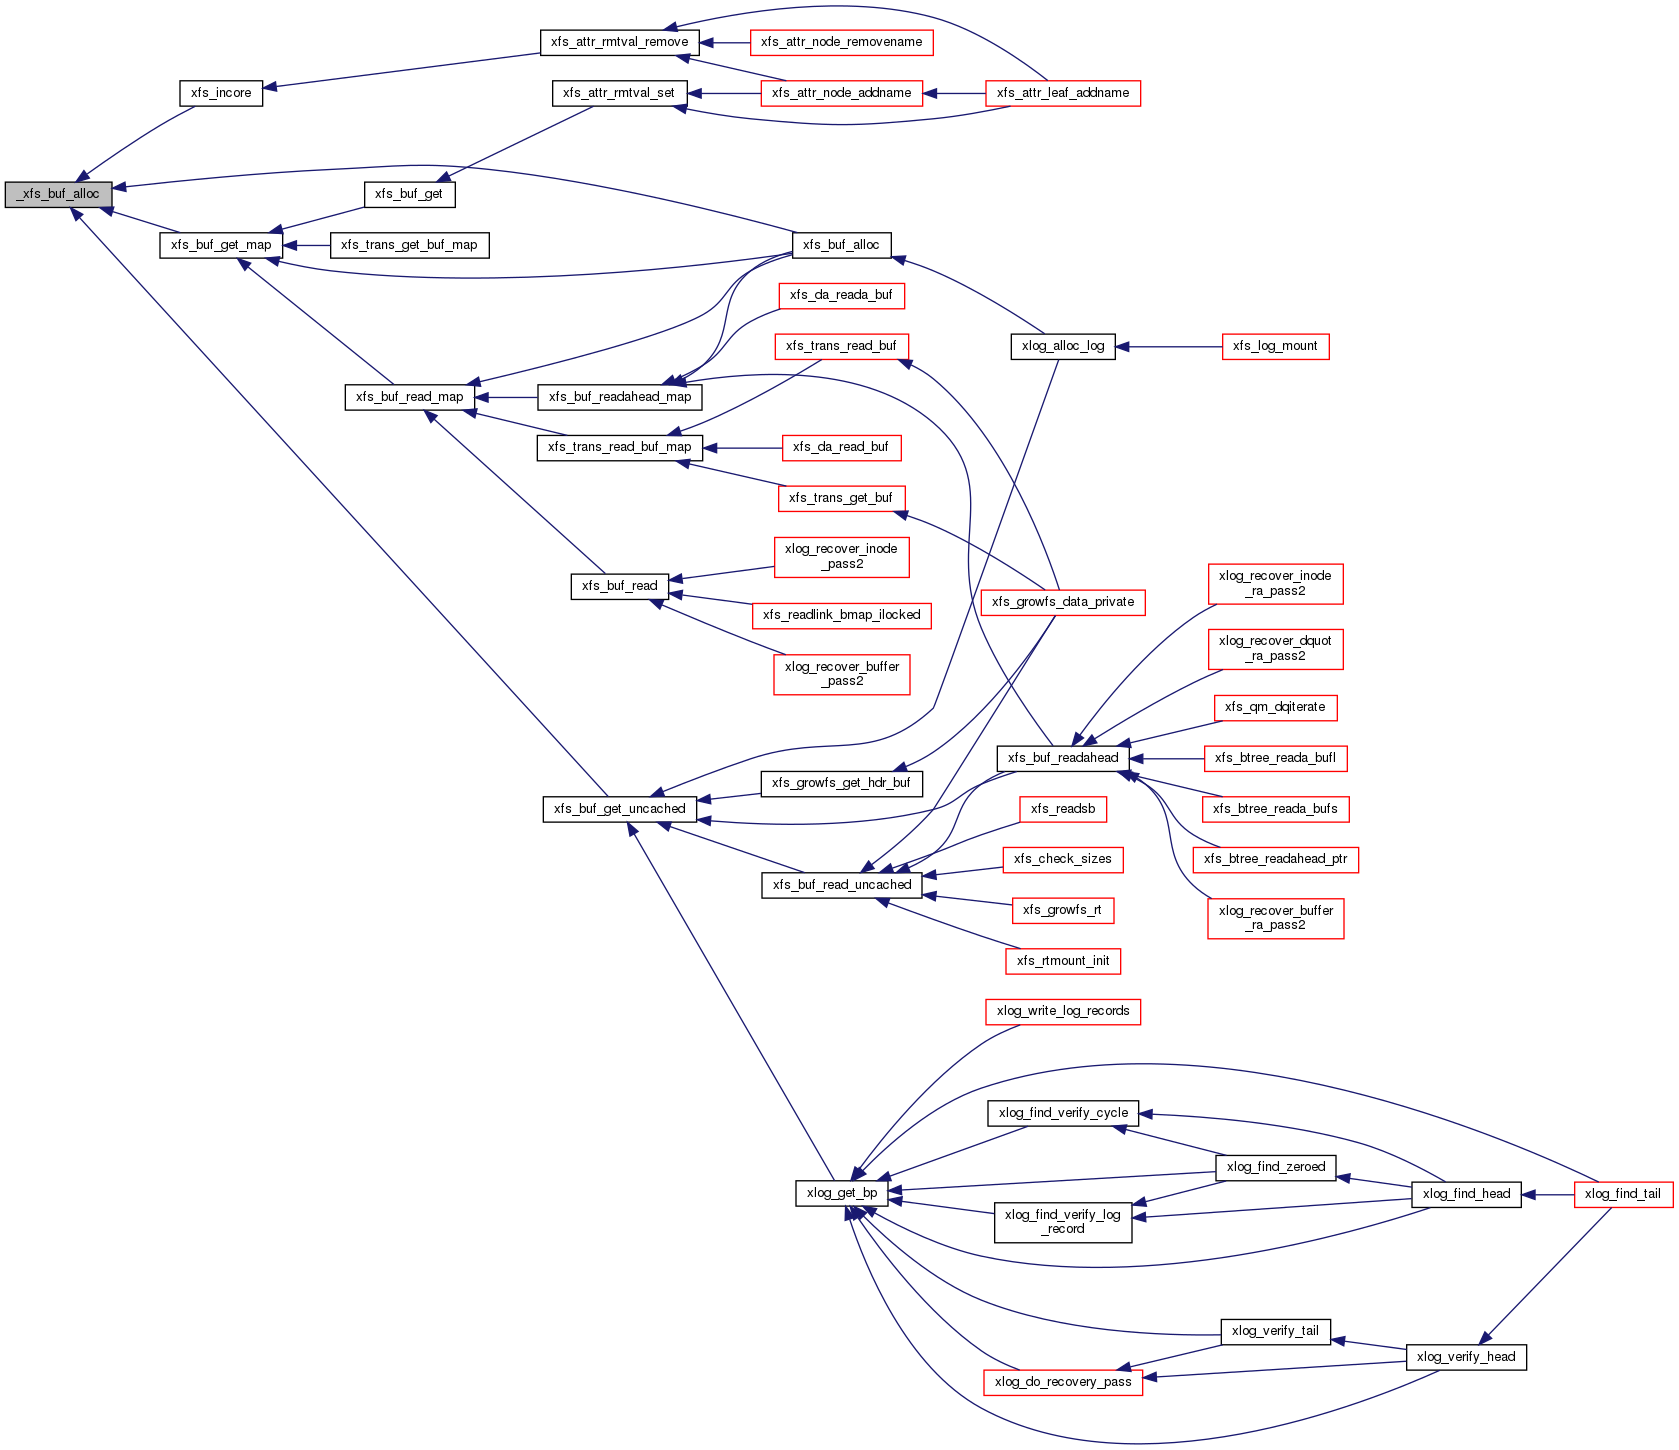 xfs_attr_rmtval_remove
xfs_attr_node_removename
xfs_incore
xfs_attr_rmtval_set
xfs_attr_node_addname
xfs_attr_leaf_addname
_xfs_buf_alloc
xfs_buf_get
xfs_buf_get_map
xfs_trans_get_buf_map
xfs_buf_alloc
xfs_da_reada_buf
xfs_trans_read_buf
xlog_alloc_log
xfs_log_mount
xfs_buf_read_map
xfs_buf_readahead_map
xfs_trans_read_buf_map
xfs_da_read_buf
xfs_trans_get_buf
xlog_recover_inode
_pass2
xfs_buf_read
xfs_readlink_bmap_ilocked
xfs_growfs_data_private
xlog_recover_buffer
_pass2
xlog_recover_inode
_ra_pass2
xlog_recover_dquot
_ra_pass2
xfs_qm_dqiterate
xfs_buf_readahead
xfs_btree_reada_bufl
xfs_growfs_get_hdr_buf
xfs_buf_get_uncached
xfs_readsb
xfs_btree_reada_bufs
xfs_check_sizes
xfs_btree_readahead_ptr
xfs_buf_read_uncached
xfs_growfs_rt
xlog_recover_buffer
_ra_pass2
xfs_rtmount_init
xlog_write_log_records
xlog_find_verify_cycle
xlog_find_zeroed
xlog_get_bp
xlog_find_head
xlog_find_tail
xlog_find_verify_log
_record
xlog_verify_tail
xlog_verify_head
xlog_do_recovery_pass